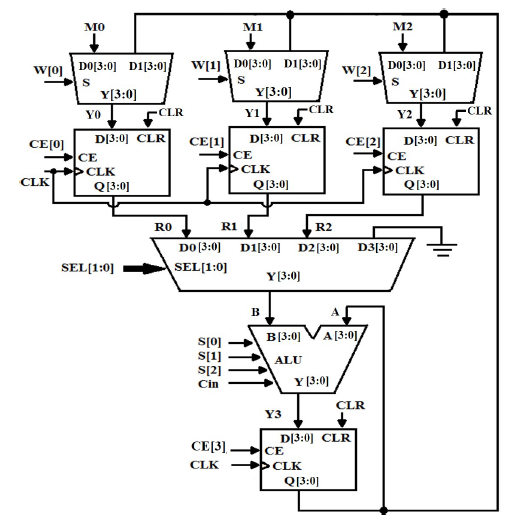 M0 M1 M2
D0[3:0] D1[3:0] D0[3:0] D1[3:0] D0[3:0] D1[3:0]
W[0] S W[1] S W[2] S
Y[3:0] Y[3:0] Y[3:0]
Y0 CLR Y1 CLR Y2 CLR
D[3:0] CLR D[3:0] CLR D[3:0] CLR
CE[0] CE CE[1] CE CE[2] CE
CLK CLK CLK CLK
Q[3:0] Q[3:0] Q[3:0]
R0 R1 R2
D0 [3:0] D1[3:0] D2[3:0] D3[3:0]
SEL[1:0] SEL[1:0]
Y[3:0]
B A
B[3:0] A[3:0]
S[0]
S[1] ALU
S[2]
Cin Y [3:0]
Y3 CLR
D[3:0] CLR
CE[3] CE
CLK CLK
Q[3:0]